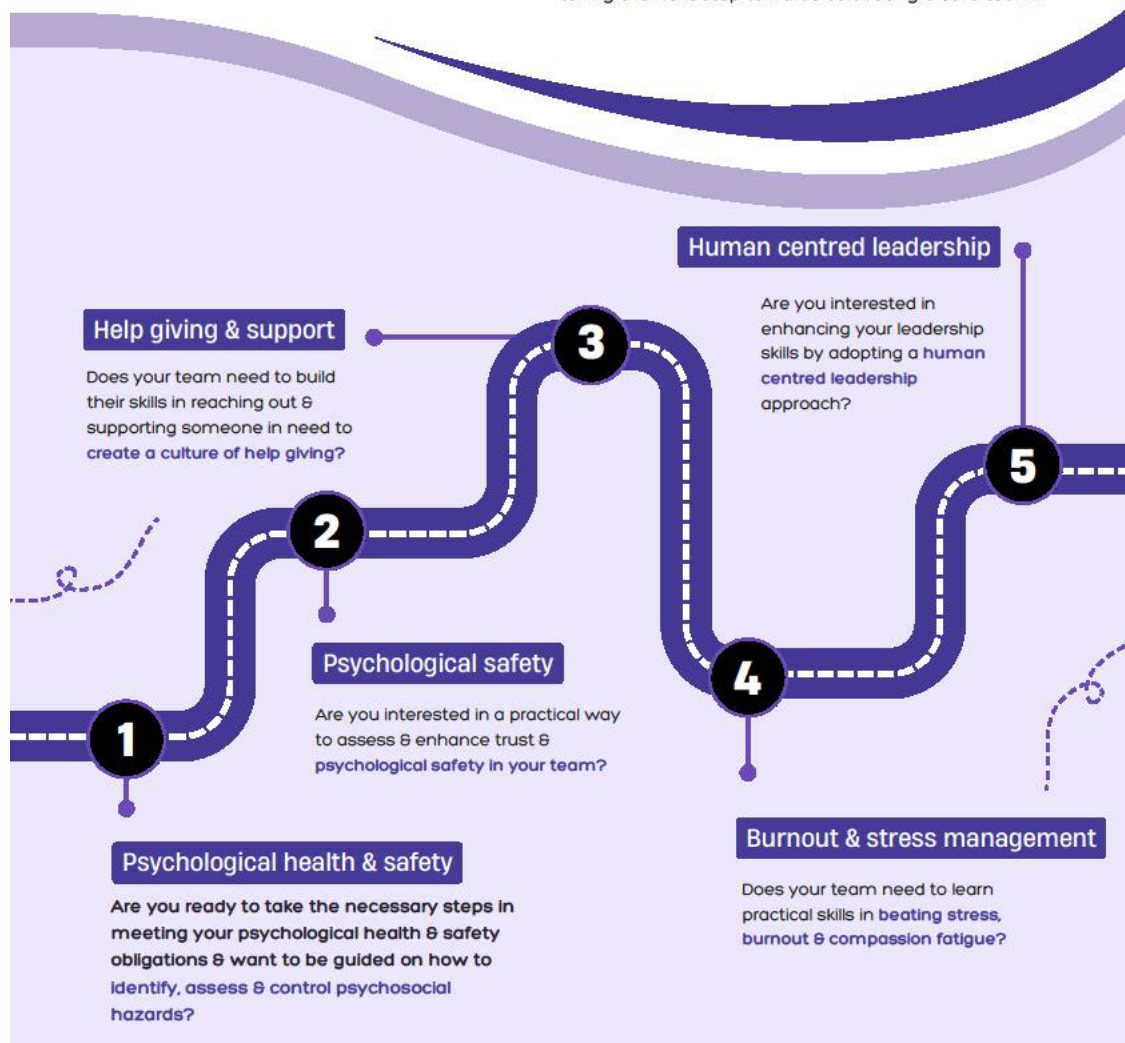 Human centred leadership
Are you interested in
enhancing your leadership
skills by adopting a human
centred leadership
approach?
Help giving & support
Does your team need to build
their skills in reaching out &
supporting someone in need to
create a culture of help giving?
3
5
2
Psychological safety
Are you interested in a practical way
to assess & enhance trust &
psychological safety in your team?
4
1
Burnout & stress management
Does your team need to learn
practical skills in beating stress,
burnout & compassion fatigue?
Psychological health & safety
Are you ready to take the necessary steps in
meeting your psychological health & safety
obligations & want to be guided on how to
identify, assess & control psychosocial
hazards?